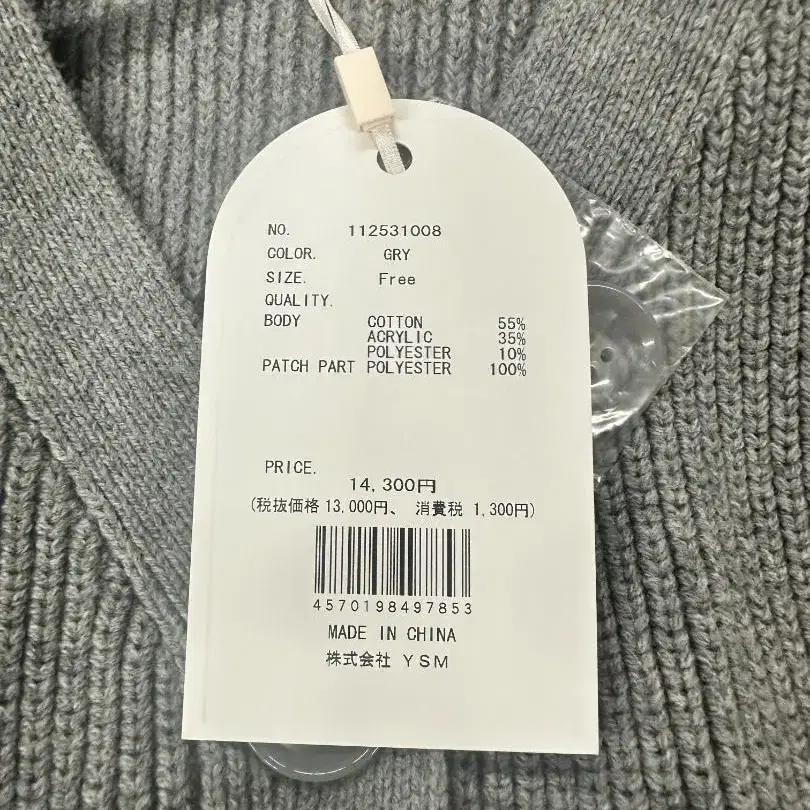 NO. 112531008
COLOR. GRY
SIZE. Free
QUALITY.
BODY COTTON 55%
ACRYLIC 35%
POLYESTER 10%
PATCH PART POLYESTER 100%
PRICE.
14,300円
(税抜価格 13,000円、 消費税 1,300円)
4570198497853
MADE IN CHINA
株式会社 YSM